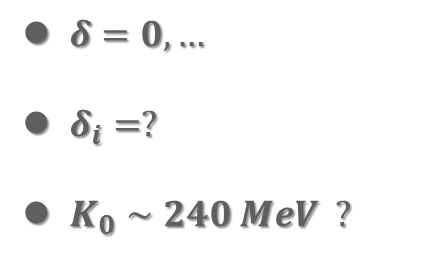 ● δ = 0, ...
● δᵢ =?
● K₀ ~ 240 MeV ?